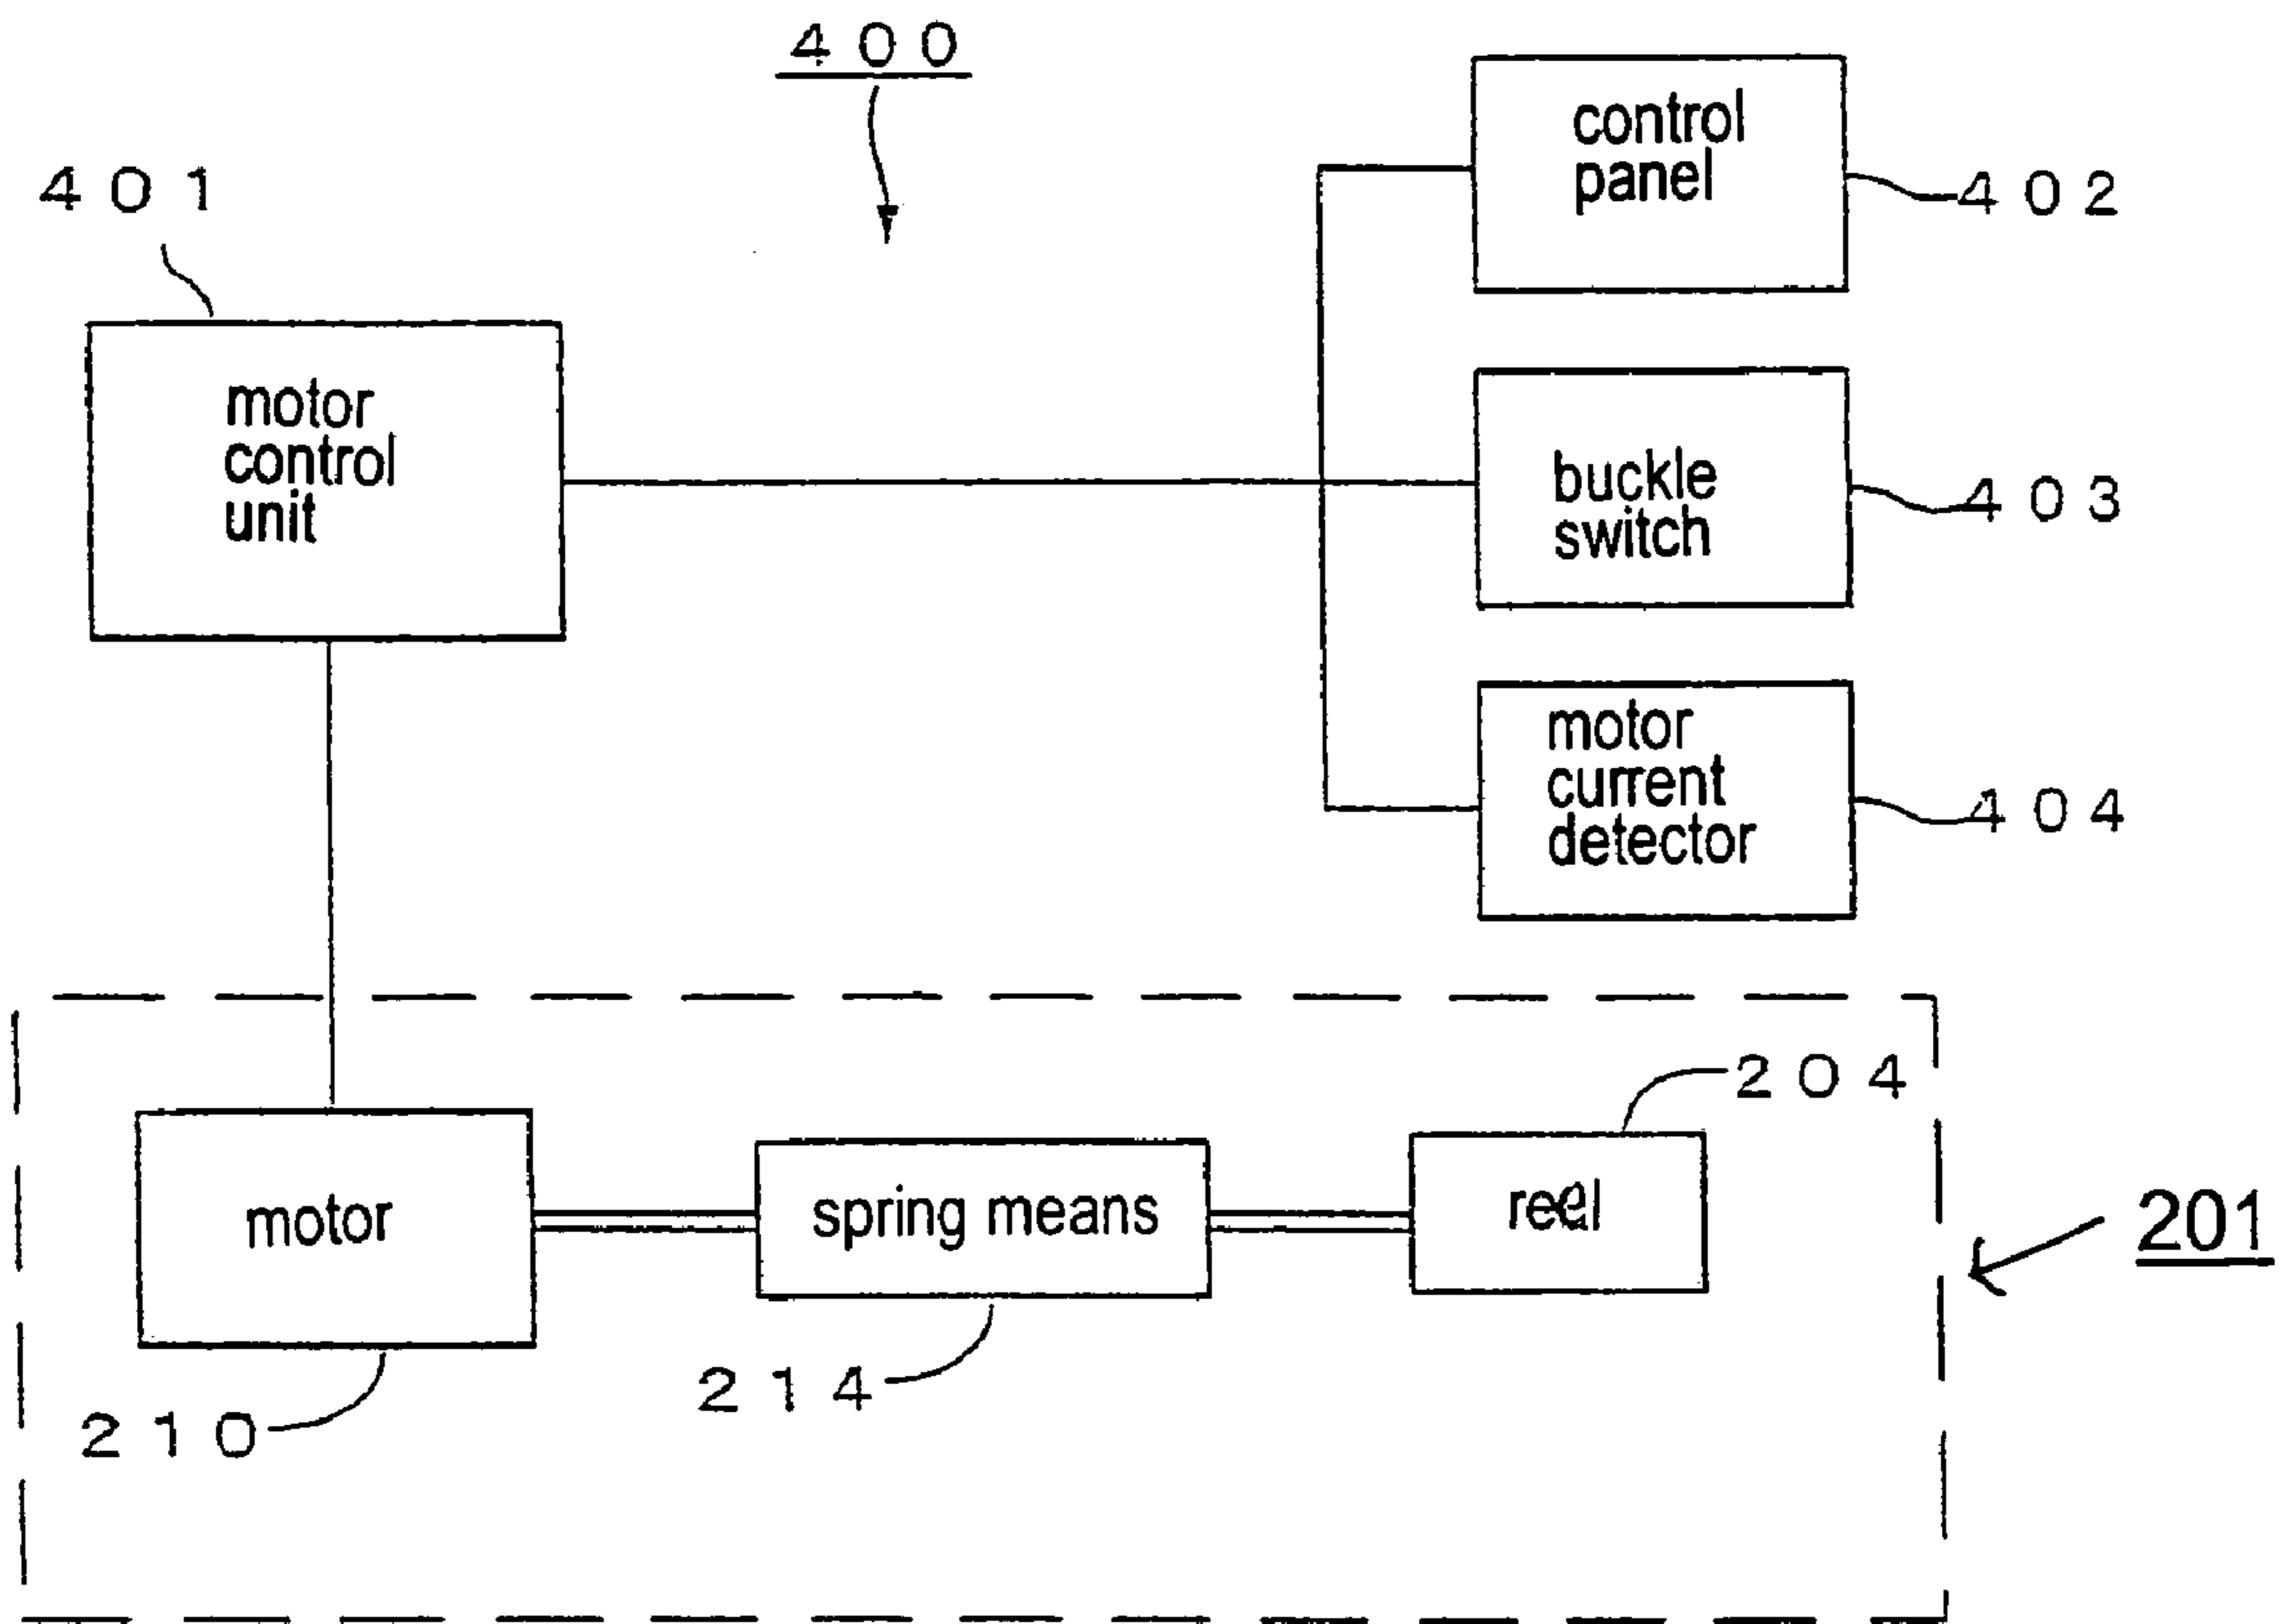 ４００
control
panel
４０２
４０１
motor
control
unit
buckle
switch
４０３
motor
current
detector
４０４
２０４
motor
spring means
reel
201
２１４
２１０